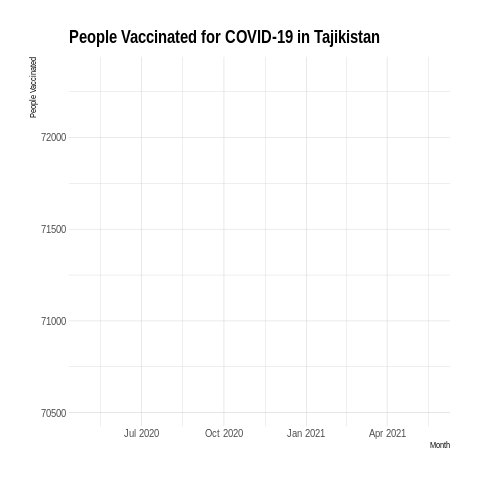 People Vaccinated for COVID-19 in Tajikistan
People Vaccinated
72000
71500
71000
70500
Jul 2020 Oct 2020 Jan 2021 Apr 2021
Month